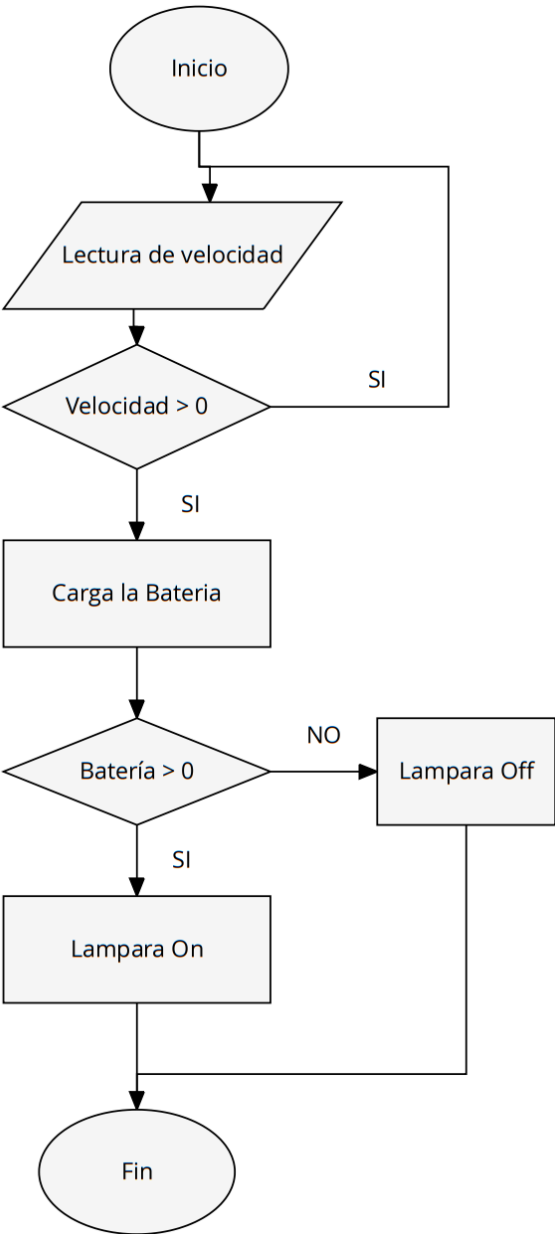 Inicio
Lectura de velocidad
Velocidad > 0
SI
SI
Carga la Bateria
Batería > 0
NO
Lampara Off
SI
Lampara On
Fin